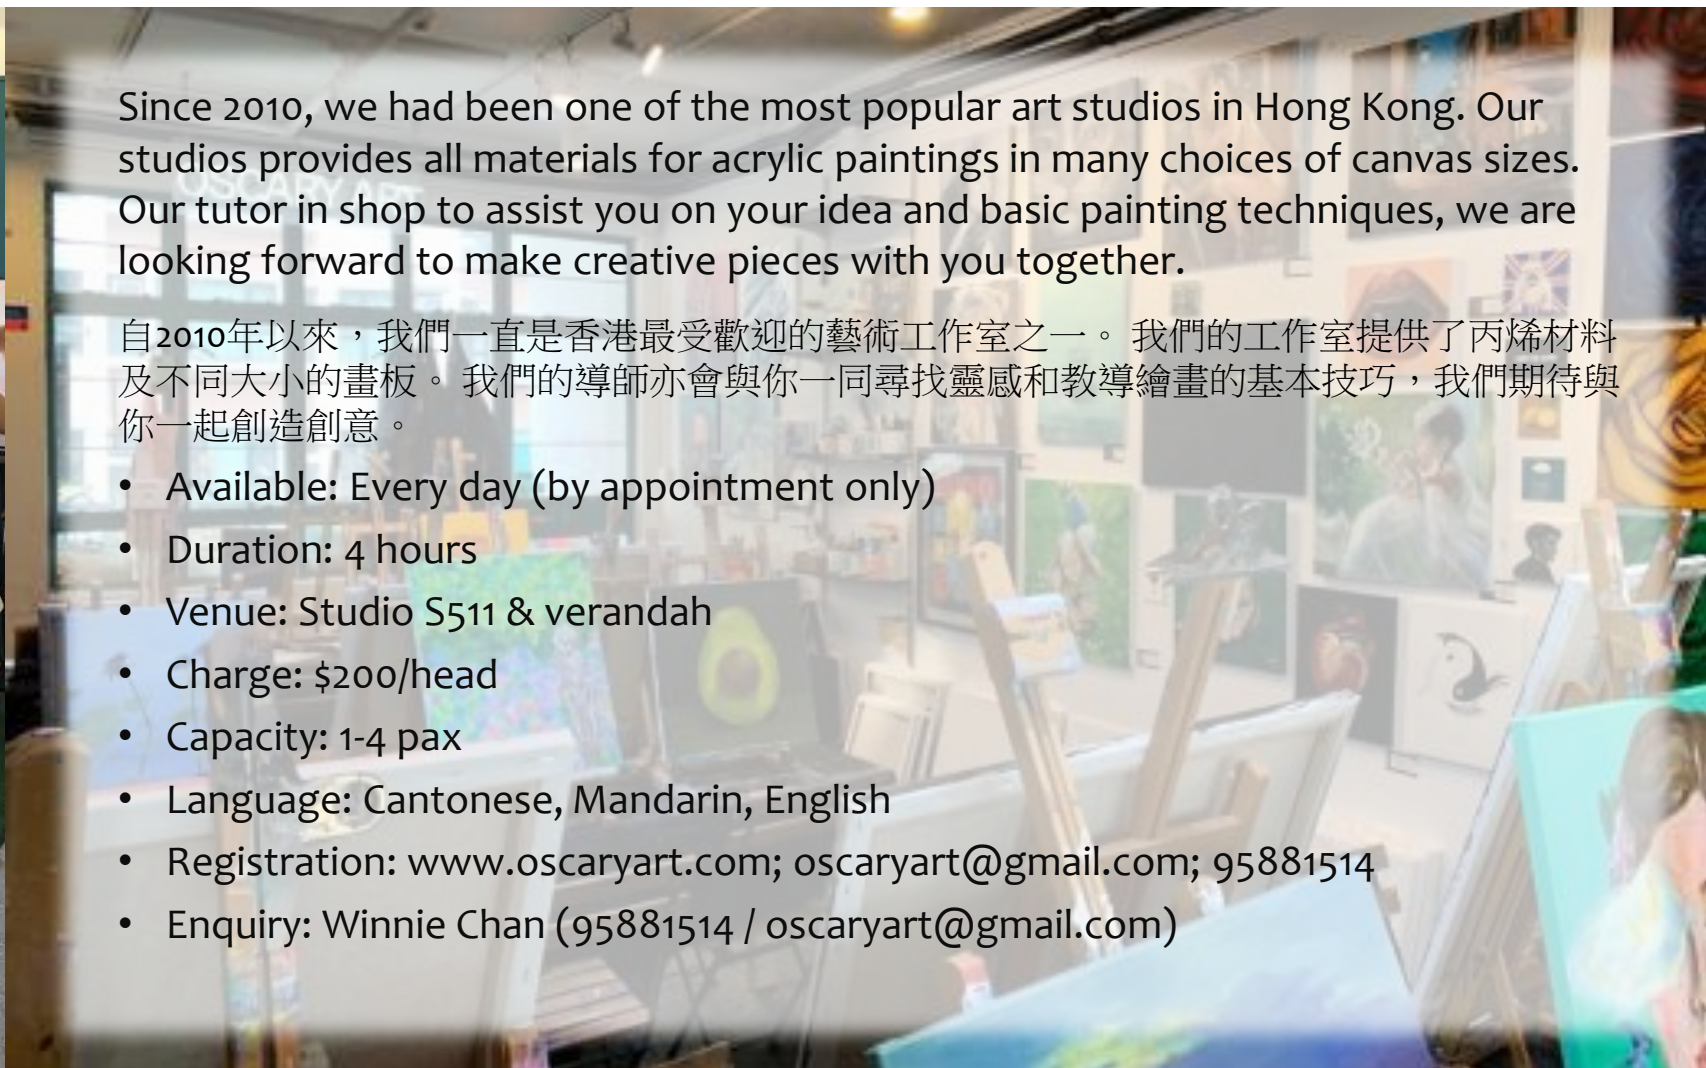 Since 2010, we had been one of the most popular art studios in Hong Kong. Our
studios provides all materials for acrylic paintings in many choices of canvas sizes.
Our tutor in shop to assist you on your idea and basic painting techniques, we are
looking forward to make creative pieces with you together.
自2010年以來，我們一直是香港最受歡迎的藝術工作室之一。 我們的工作室提供了丙烯材料
及不同大小的畫板。 我們的導師亦會與你一同尋找靈感和教導繪畫的基本技巧，我們期待與
你一起創造創意。
• Available: Every day (by appointment only)
• Duration: 4 hours
• Venue: Studio S511 & verandah
• Charge: $200/head
• Capacity: 1-4 pax
• Language: Cantonese, Mandarin, English
• Registration: www.oscaryart.com; oscaryart@gmail.com; 95881514
• Enquiry: Winnie Chan (95881514 / oscaryart@gmail.com)
OSCARY ART